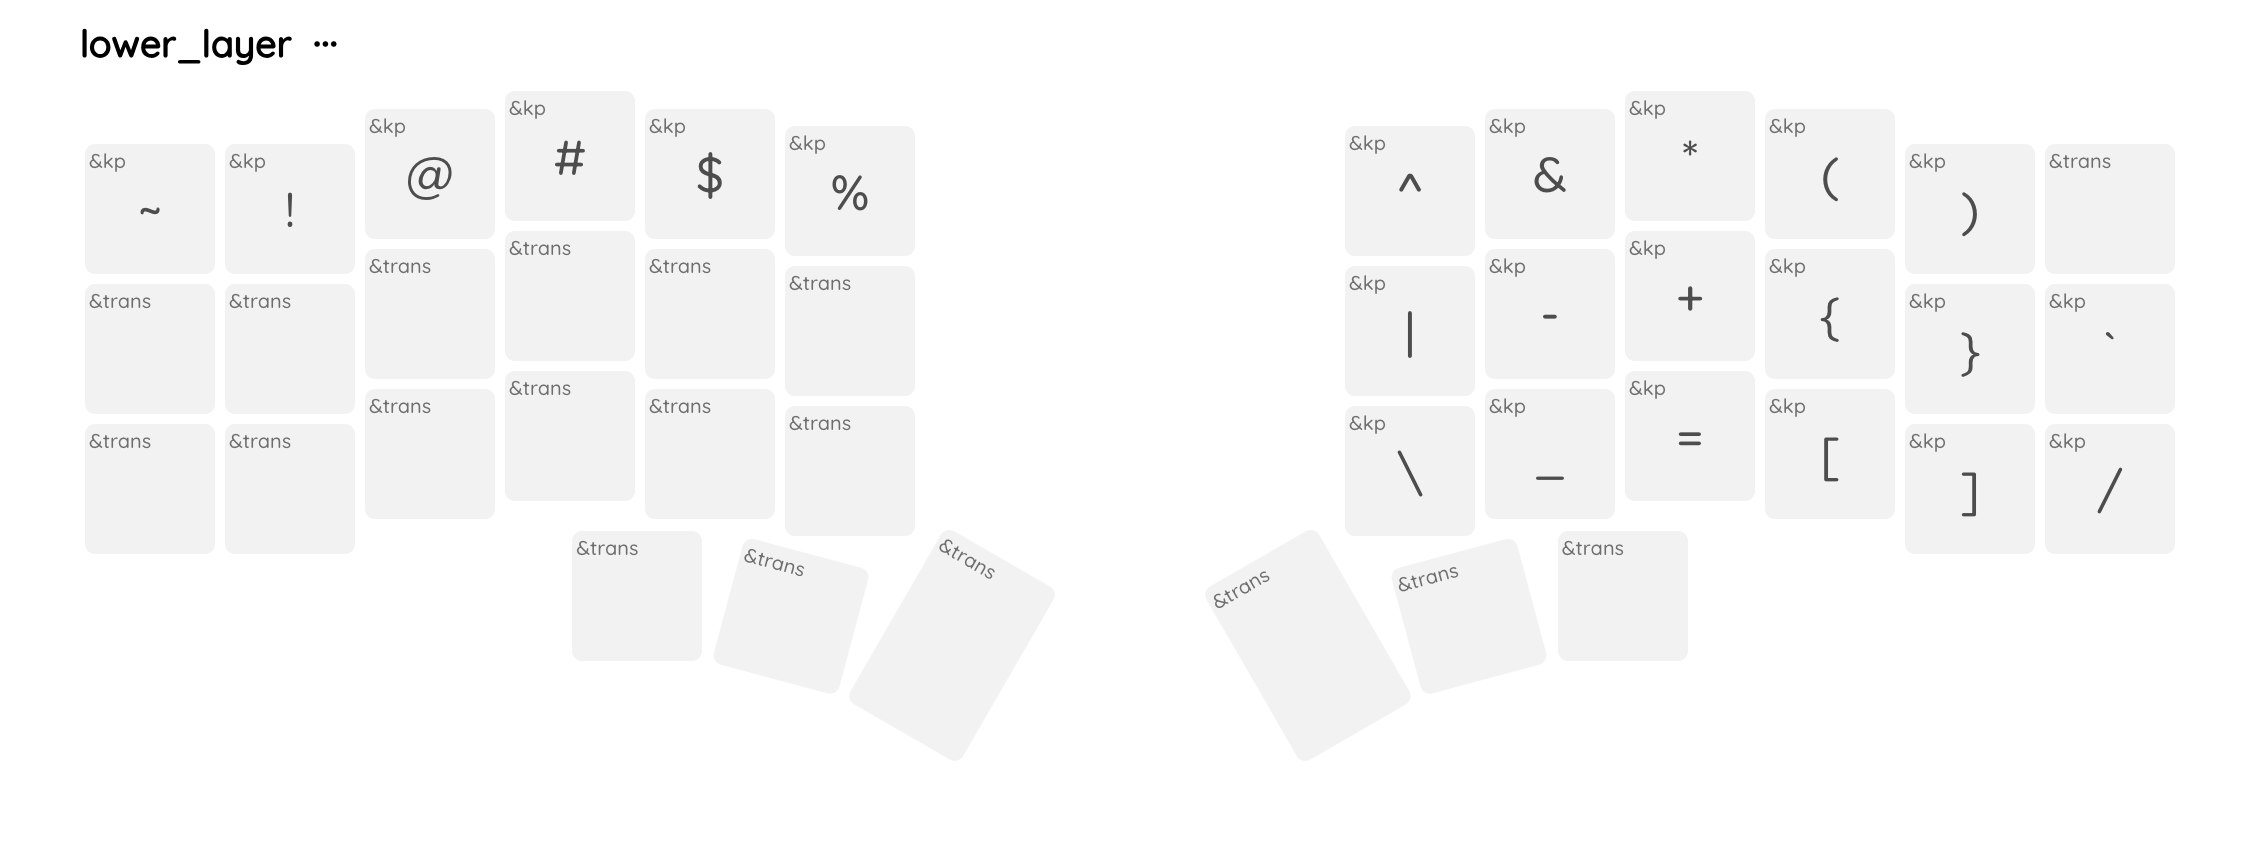 lower_layer ...
&kp ~ &kp ! &kp @ &kp # &kp $ &kp % &kp ^ &kp & &kp * &kp ( &kp ) &trans
&trans &trans &trans &trans &trans &trans &kp | &kp - &kp + &kp { &kp } &kp `
&trans &trans &trans &trans &trans &trans &kp \ &kp _ &kp = &kp [ &kp ] &kp /
&trans &trans &trans &trans &trans &trans